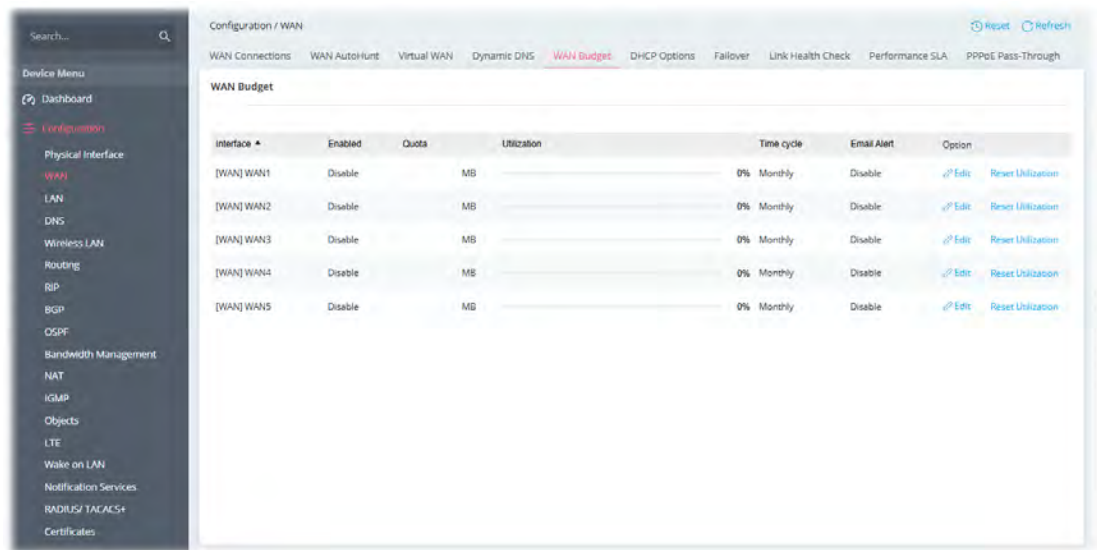 Search...
Device Menu
Dashboard
Configuration
Physical Interface
WAN
LAN
DNS
Wireless LAN
Routing
RIP
BGP
OSPF
Bandwidth Management
NAT
IGMP
Objects
LTE
Wake on LAN
Notification Services
RADIUS/ TACACS+
Certificates
Configuration / WAN Reset Refresh
WAN Connections WAN AutoHunt Virtual WAN Dynamic DNS WAN Budget DHCP Options Failover Link Health Check Performance SLA PPPoE Pass-Through
WAN Budget
Interface Enabled Quota Utilization Time cycle Email Alert Option
[WAN] WAN1 Disable MB 0% Monthly Disable Edit Reset Utilization
[WAN] WAN2 Disable MB 0% Monthly Disable Edit Reset Utilization
[WAN] WAN3 Disable MB 0% Monthly Disable Edit Reset Utilization
[WAN] WAN4 Disable MB 0% Monthly Disable Edit Reset Utilization
[WAN] WAN5 Disable MB 0% Monthly Disable Edit Reset Utilization